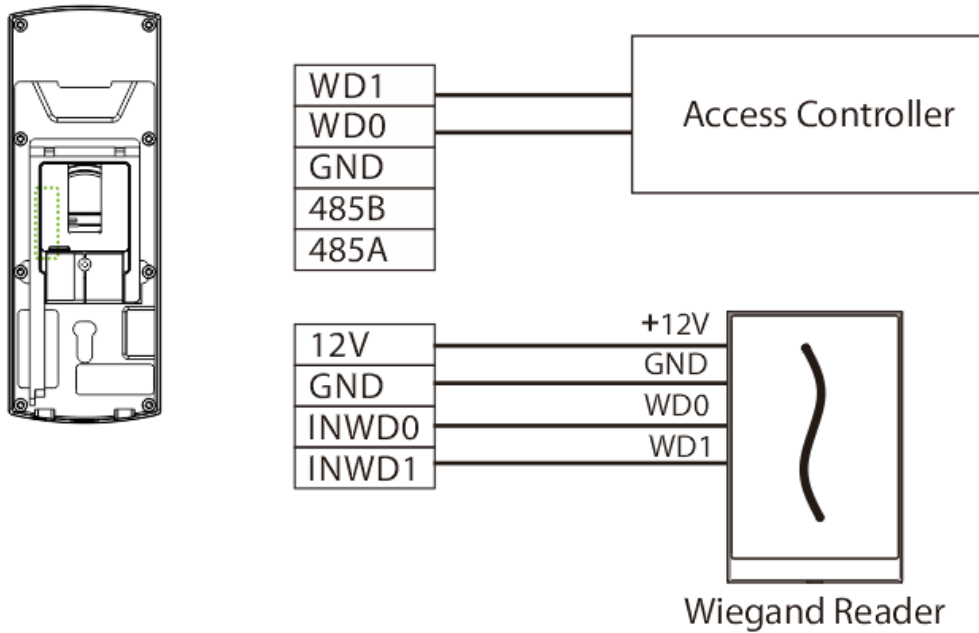 WD1
WD0
GND
485B
485A
Access Controller
12V
GND
INWD0
INWD1
+12V
GND
WD0
WD1
Wiegand Reader